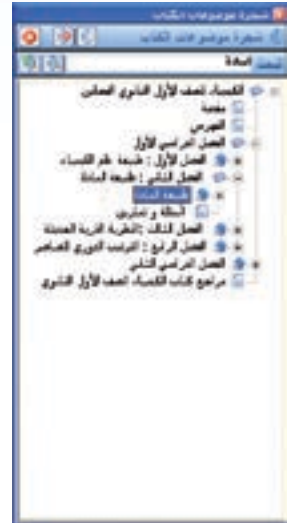 شجرة موضوعات الكتاب
شجرة موضوعات الكتاب
البحث المادة
الكيمياء للصف الأول الثانوي العملي
مقدمة
الفهرس
الفصل الدراسي الأول
الفصل الأول : طبيعة علم الكيمياء
الفصل الثاني : طبيعة المادة
طبيعة المادة
أسئلة و تمارين
الفصل الثالث : النظرية الذرية الحديثة
الفصل الرابع : الترتيب الدوري للعناصر
الفصل الدراسي الثاني
مراجع كتاب الكيمياء للصف الأول الثانوي